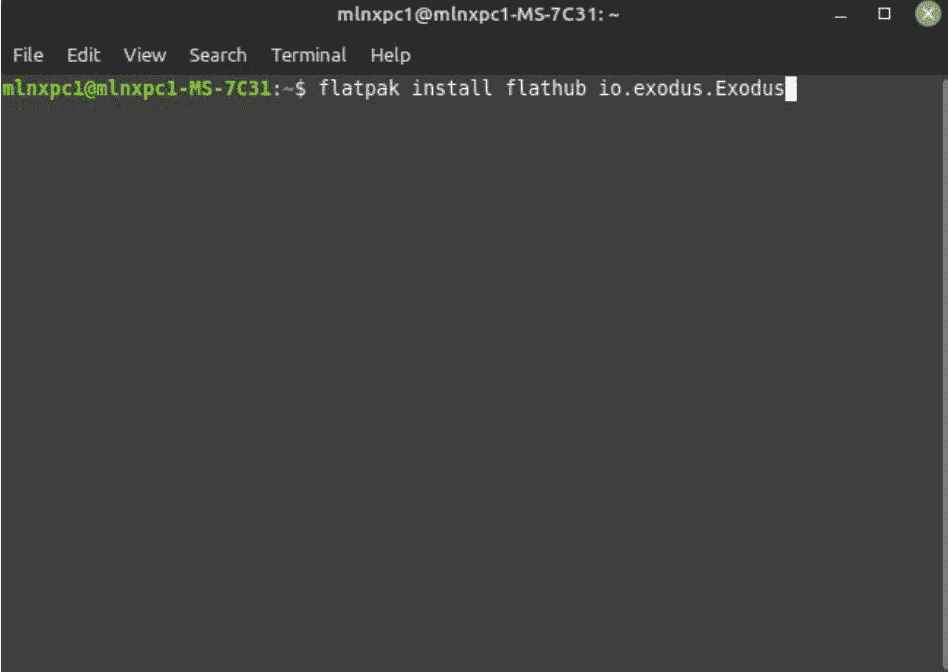 mlnxpc1@mlnxpc1-MS-7C31: ~
File Edit View Search Terminal Help
mlnxpc1@mlnxpc1-MS-7C31:~$ flatpak install flathub io.exodus.Exodus